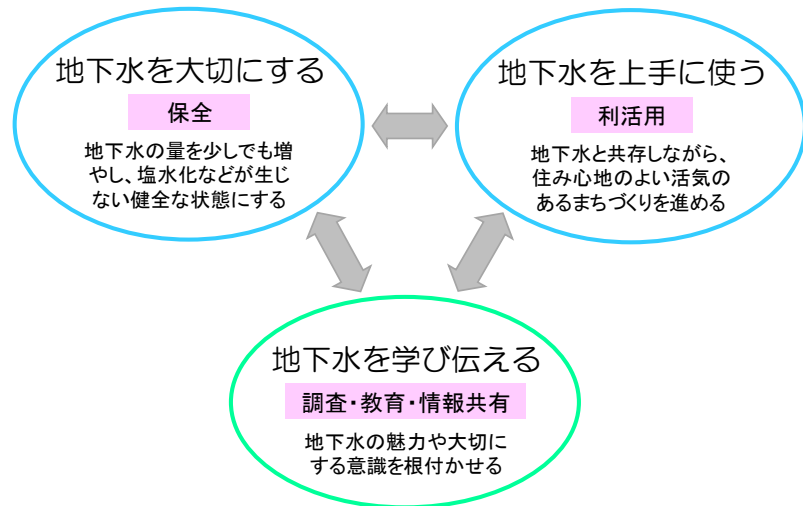 地下水を大切にする
保全
地下水の量を少しでも増
やし、塩水化などが生じ
ない健全な状態にする
地下水を上手に使う
利活用
地下水と共存しながら、
住み心地のよい活気の
あるまちづくりを進める
地下水を学び伝える
調査・教育・情報共有
地下水の魅力や大切に
する意識を根付かせる